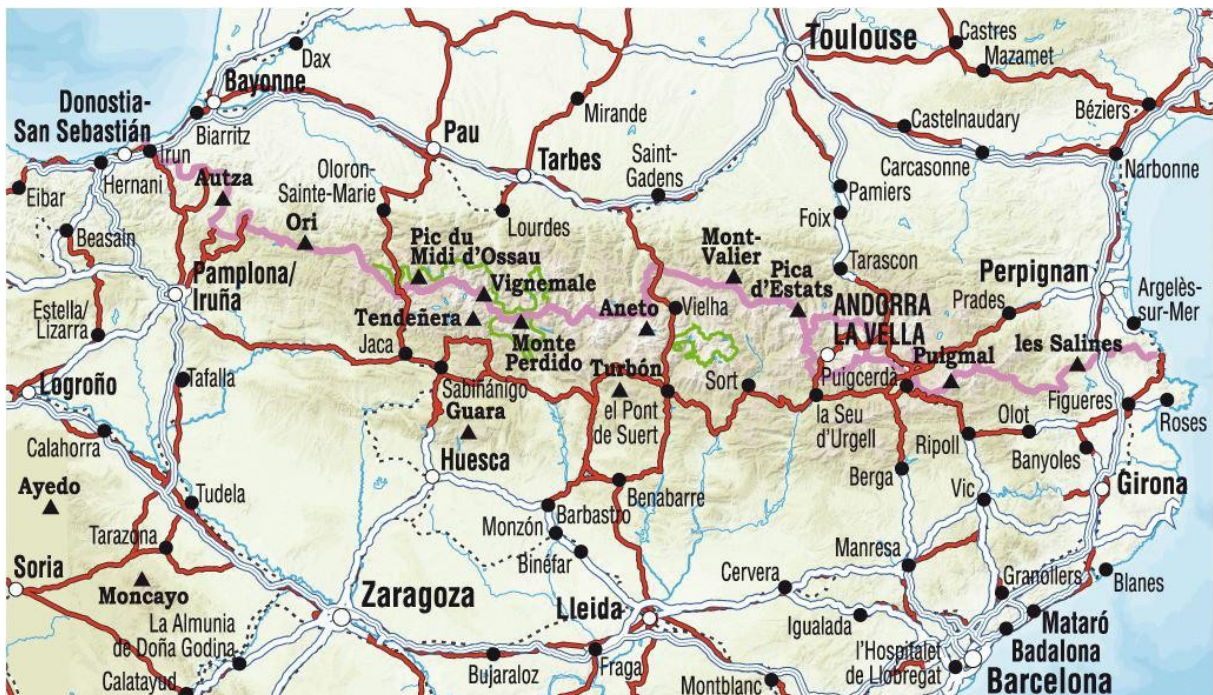 Toulouse
Castres
Mazamet
Dax
Bayonne
Mirande
Béziers
Donostia-
San Sebastián
Biarritz
Pau
Castelnaudary
Irun
Tarbes
Saint-
Gadens
Carcasonne
Narbonne
Hernani
Eibar
Autza
Oloron-
Sainte-Marie
Pamiers
Beasain
Ori
Lourdes
Foix
Pic du
Midi d'Ossau
Mont-
Valier
Tarascon
Perpignan
Pamplona/
Iruña
Vignemale
Pica
d'Estats
Argelès-
sur-Mer
Estella/
Lizarra
Tendeñera
Aneto
Vielha
ANDORRA
LA VELLA
Prades
Jaca
Monte
Perdido
Puigmal
les Salines
Logroño
Tafalla
Sabiñánigo
Turbón
Sort
Puigcerdà
Figueres
Guara
el Pont
de Suert
la Seu
d'Urgell
Olot
Roses
Calahorra
Ripoll
Banyoles
Huesca
Berga
Ayedo
Tudela
Benabarre
Vic
Girona
Barbastro
Monzón
Tarazona
Manresa
Binéfar
Soria
Cervera
Granollers
Blanes
Moncayo
Zaragoza
Lleida
La Almunia
de Doña Godina
Igualada
Mataró
l'Hospitalet
de Llobregat
Badalona
Bujaraloz
Fraga
Barcelona
Calatayud
Montblanc